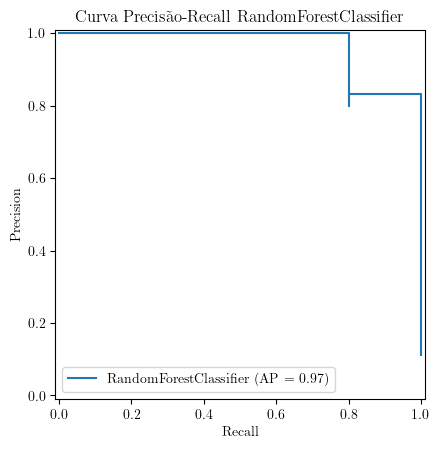 Curva Precisão-Recall RandomForestClassifier
1.0
0.8
0.6
0.4
0.2
0.0
Precision
RandomForestClassifier (AP = 0.97)
0.0 0.2 0.4 0.6 0.8 1.0
Recall